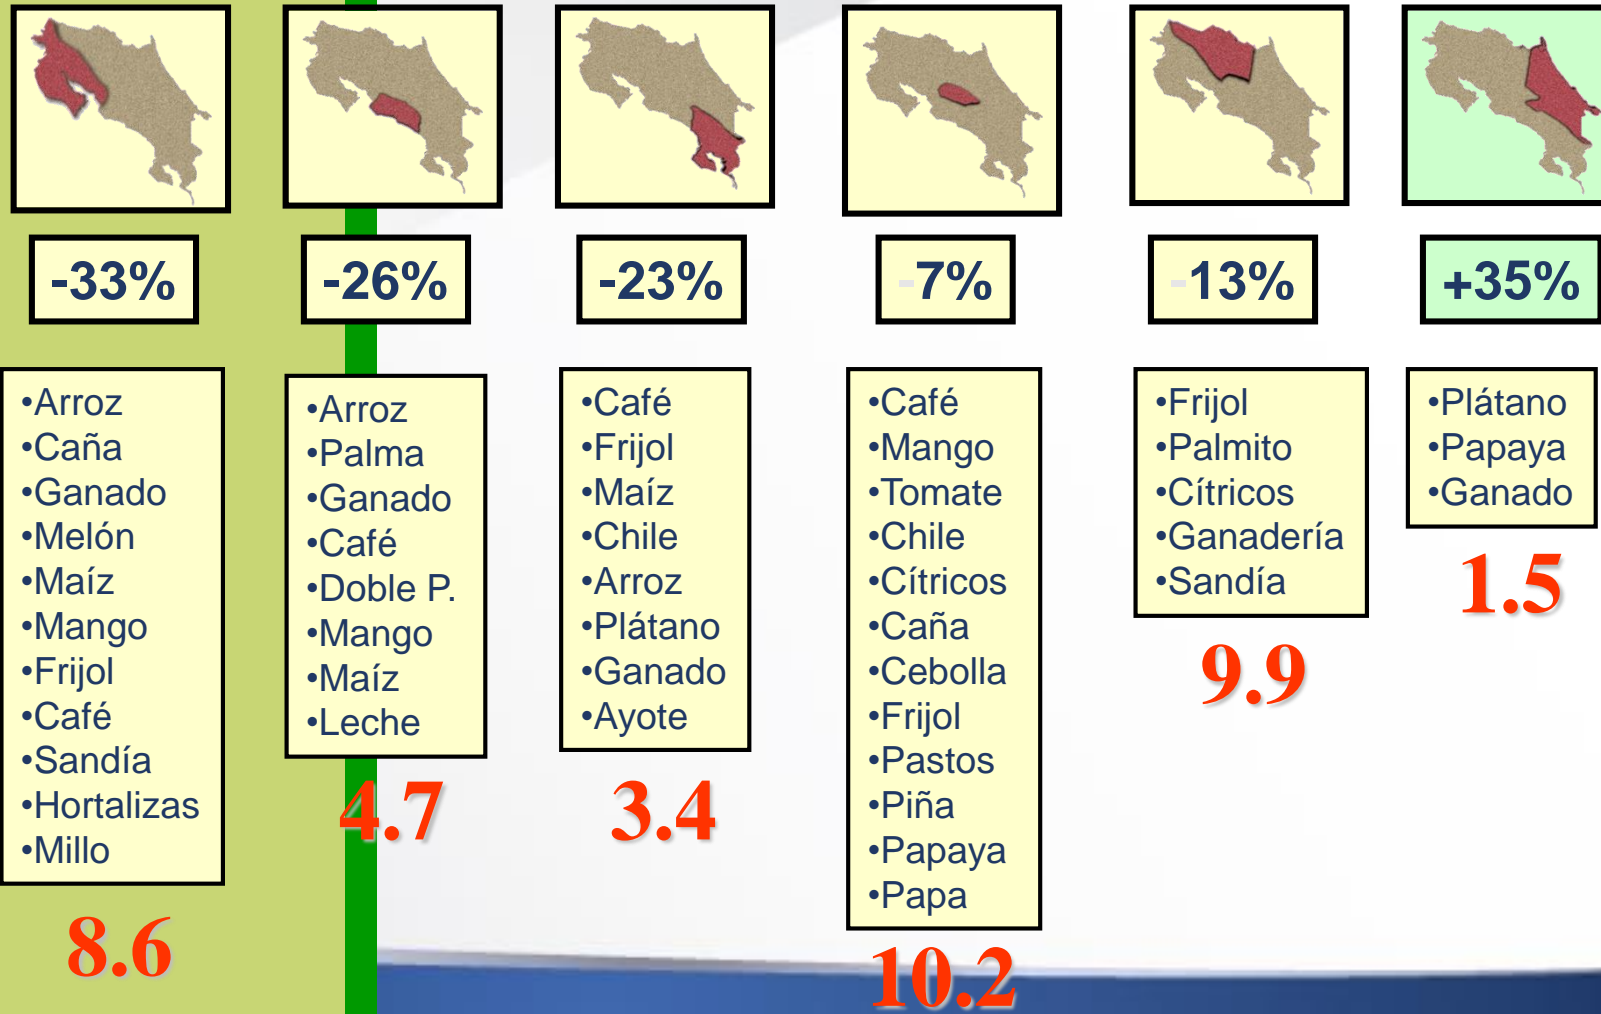 -33%
-26%
-23%
-7%
-13%
+35%
•Arroz
•Caña
•Ganado
•Melón
•Maíz
•Mango
•Frijol
•Café
•Sandía
•Hortalizas
•Millo
8.6
•Arroz
•Palma
•Ganado
•Café
•Doble P.
•Mango
•Maíz
•Leche
4.7
•Café
•Frijol
•Maíz
•Chile
•Arroz
•Plátano
•Ganado
•Ayote
3.4
•Café
•Mango
•Tomate
•Chile
•Cítricos
•Caña
•Cebolla
•Frijol
•Pastos
•Piña
•Papaya
•Papa
10.2
•Frijol
•Palmito
•Cítricos
•Ganadería
•Sandía
9.9
•Plátano
•Papaya
•Ganado
1.5